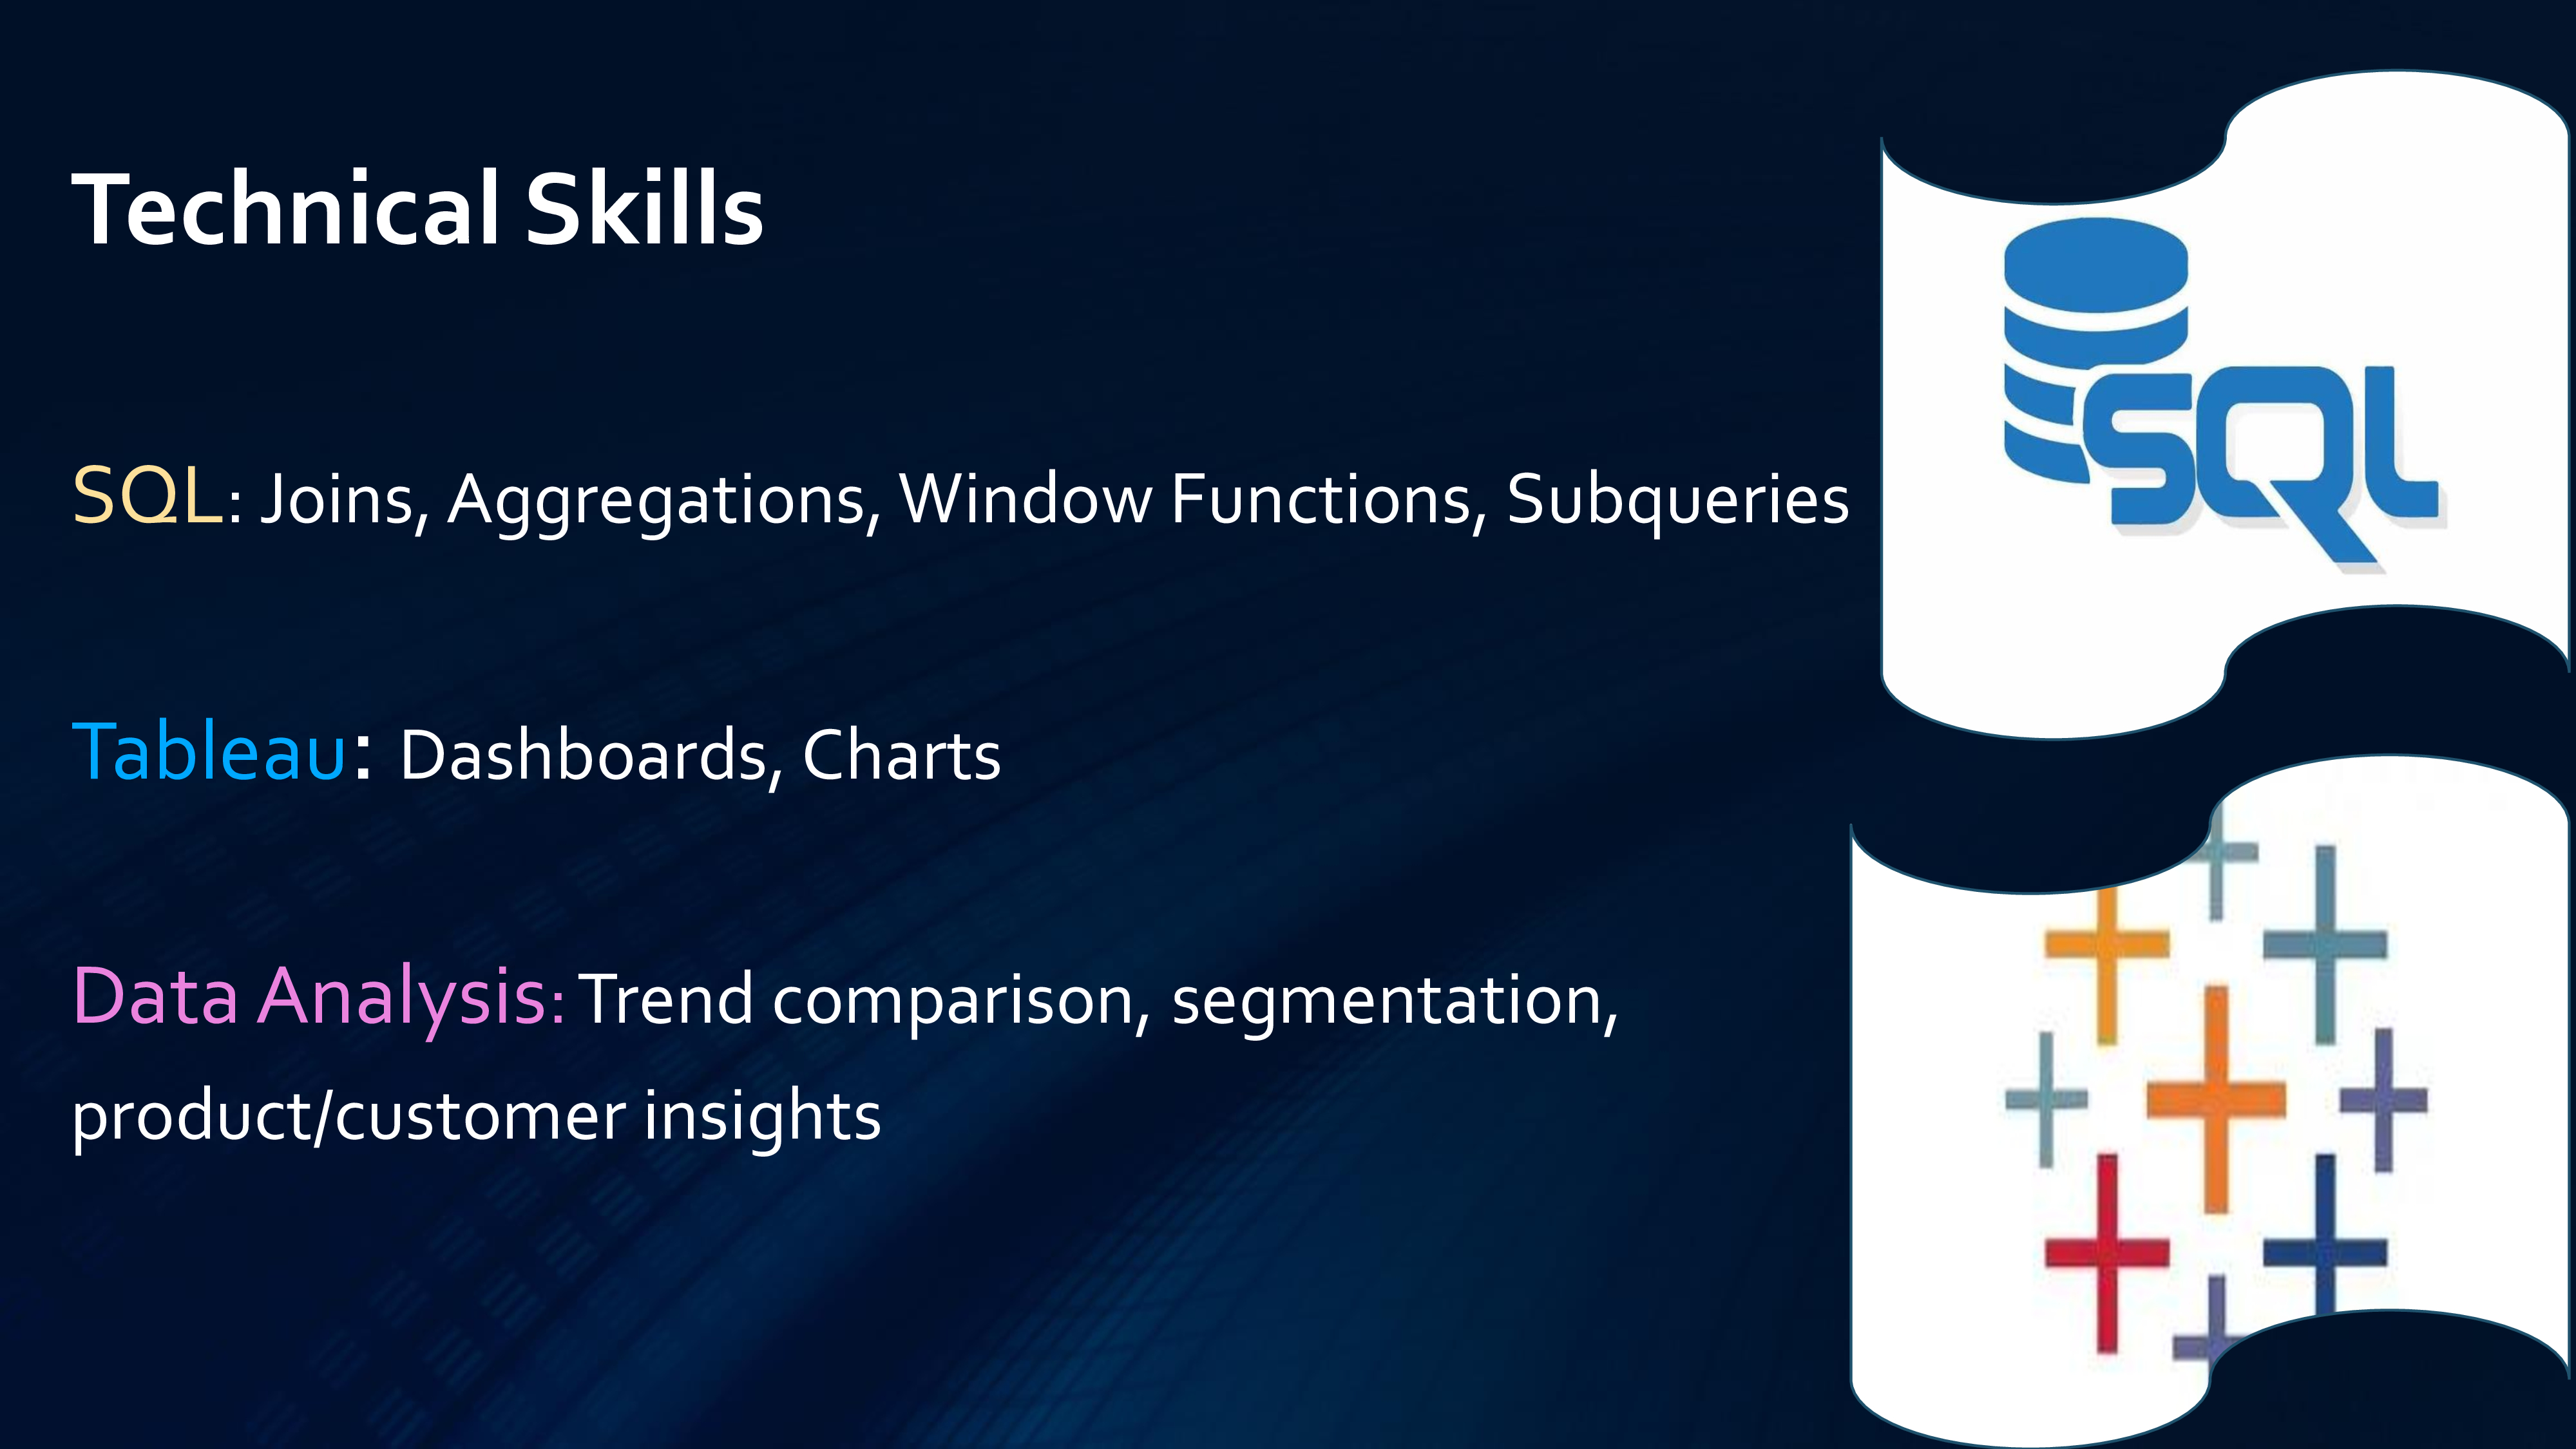 Technical Skills
SQL: Joins, Aggregations, Window Functions, Subqueries
SQL
Tableau: Dashboards, Charts
Data Analysis: Trend comparison, segmentation,
product/customer insights